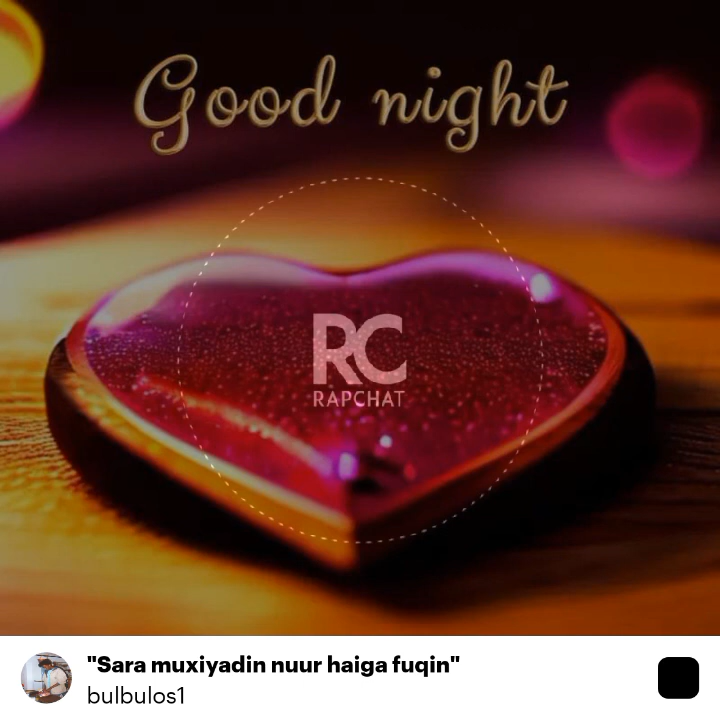 Good night
RC
RAPCHAT
"Sara muxiyadin nuur haiga fuqin"
bulbulos1